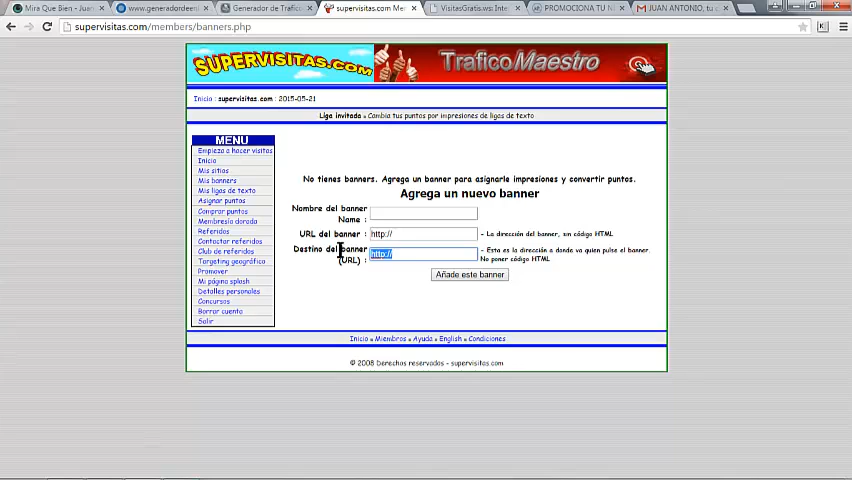 Mira Que Bien - Juan
www.generadordeen
Generador de Trafico
supervisitas.com Mem
VisitasGratis.ws: Inte
PROMOCIONA TU N
JUAN ANTONIO, tu c
supervisitas.com/members/banners.php
SUPERVISITAS.COM
TraficoMaestro
Inicio : supervisitas.com : 2015-05-21
Liga invitada » Cambia tus puntos por impresiones de ligas de texto
MENU
Empieza a hacer visitas
Inicio
Mis sitios
Mis banners
Mis ligas de texto
Asignar puntos
Comprar puntos
Membresía dorada
Referidos
Contactar referidos
Club de referidos
Targeting geográfico
Promover
Mi página splash
Detalles personales
Concursos
Borrar cuenta
Salir
No tienes banners. Agrega un banner para asignarle impresiones y convertir puntos.
Agrega un nuevo banner
Nombre del banner
Name :
URL del banner : http:// - La dirección del banner, sin código HTML
Destino del banner http:// - Esta es la dirección a donde va quien pulse el banner.
(URL) : No poner código HTML
Añade este banner
Inicio - Miembros - Ayuda - English - Condiciones
© 2008 Derechos reservados - supervisitas.com